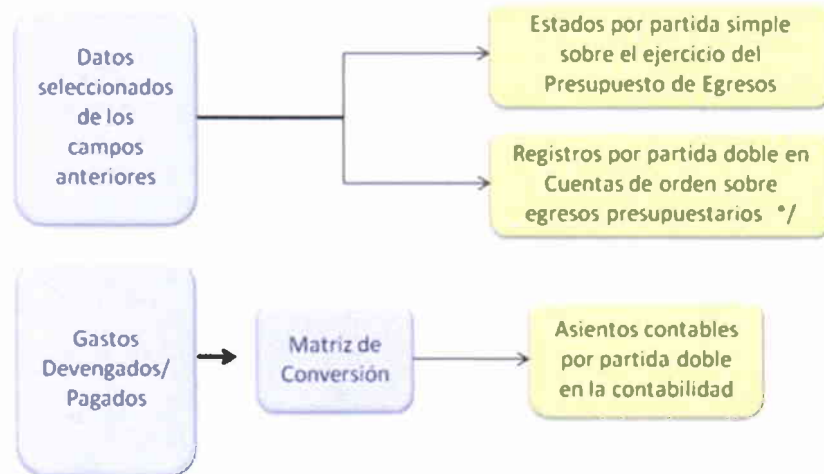 Datos
seleccionados
de los
campos
anteriores
Estados por partida simple
sobre el ejercicio del
Presupuesto de Egresos
Registros por partida doble en
Cuentas de orden sobre
egresos presupuestarios */
Gastos
Devengados/
Pagados
Matriz de
Conversión
Asientos contables
por partida doble
en la contabilidad